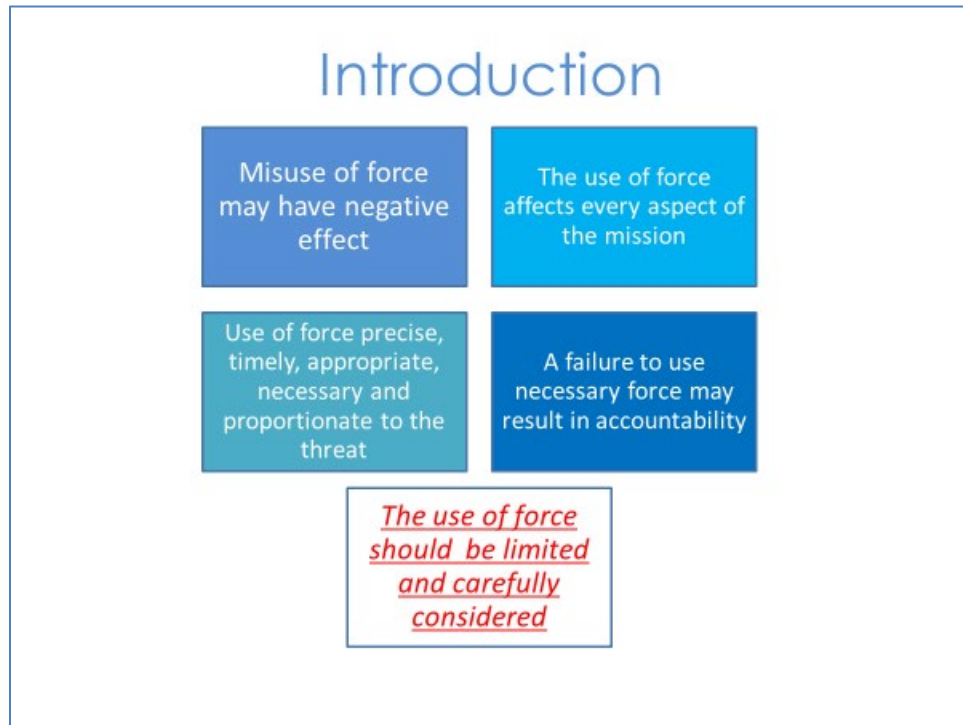 Introduction
Misuse of force
may have negative
effect
The use of force
affects every aspect of
the mission
Use of force precise,
timely, appropriate,
necessary and
proportionate to the
threat
A failure to use
necessary force may
result in accountability
The use of force
should  be limited
and carefully
considered